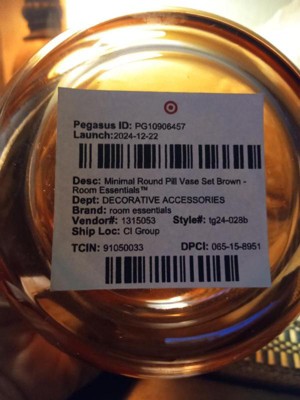 Pegasus ID: PG10906457
Launch:2024-12-22
Desc: Minimal Round Pill Vase Set Brown -
Room Essentials™
Dept: DECORATIVE ACCESSORIES
Brand: room essentials
Vendor#: 1315053 Style#: tg24-028b
Ship Loc: CI Group
TCIN: 91050033 DPCI: 065-15-8951